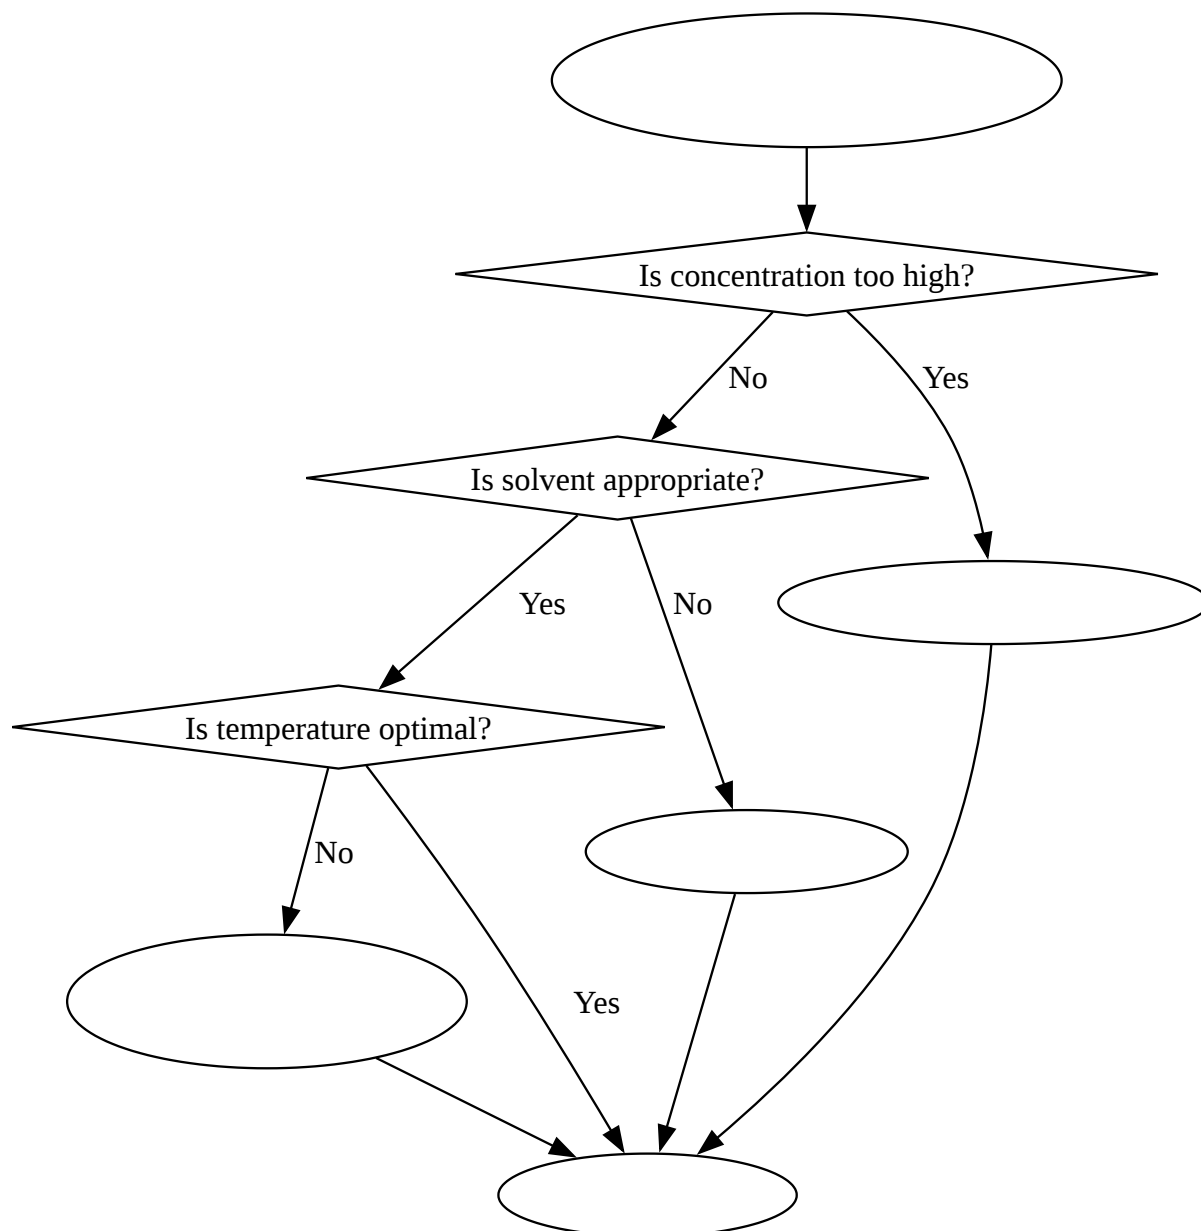 Is concentration too high?
No
Yes
Is solvent appropriate?
Yes
No
Is temperature optimal?
No
Yes